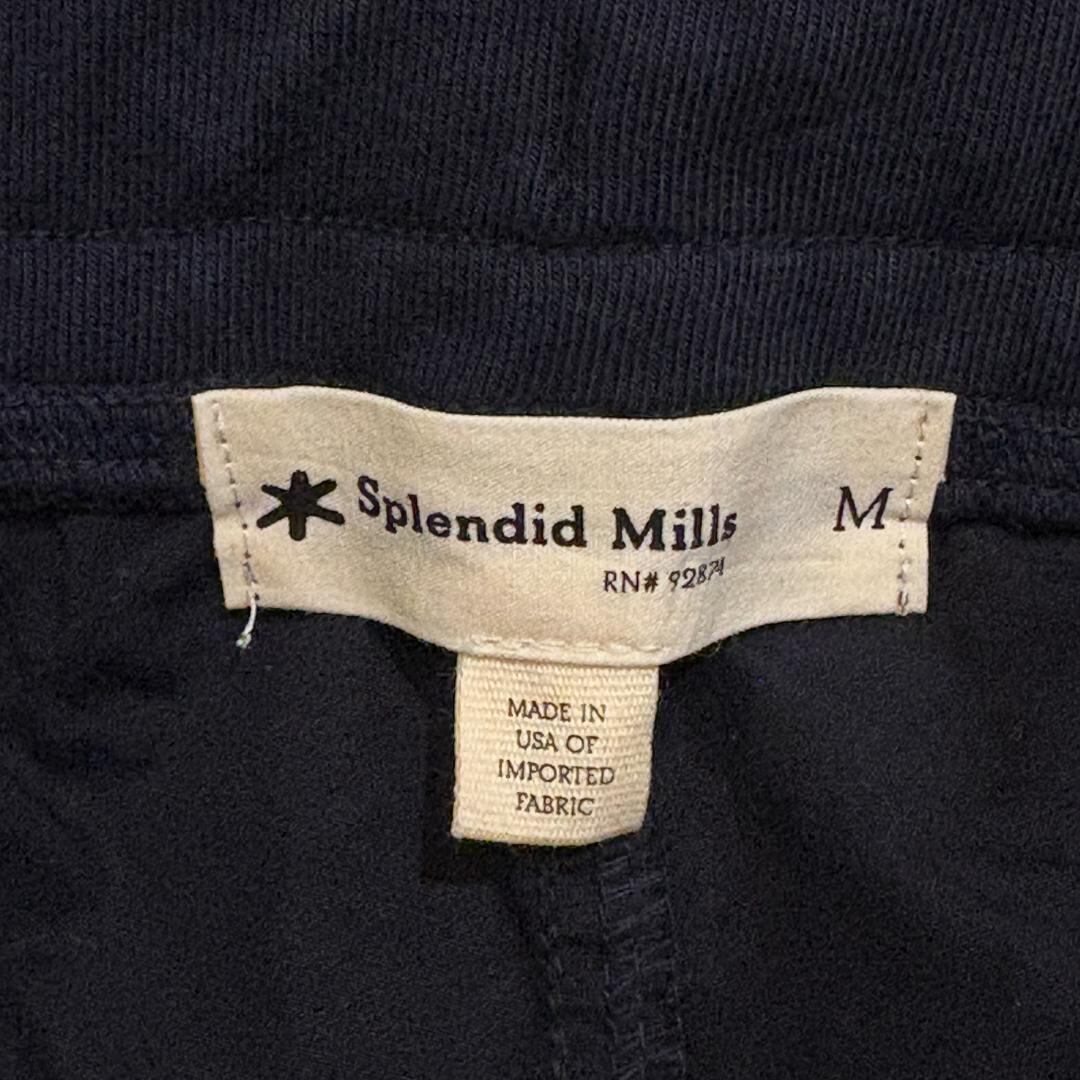 Splendid Mills M
RN# 92874
MADE IN
USA OF
IMPORTED
FABRIC